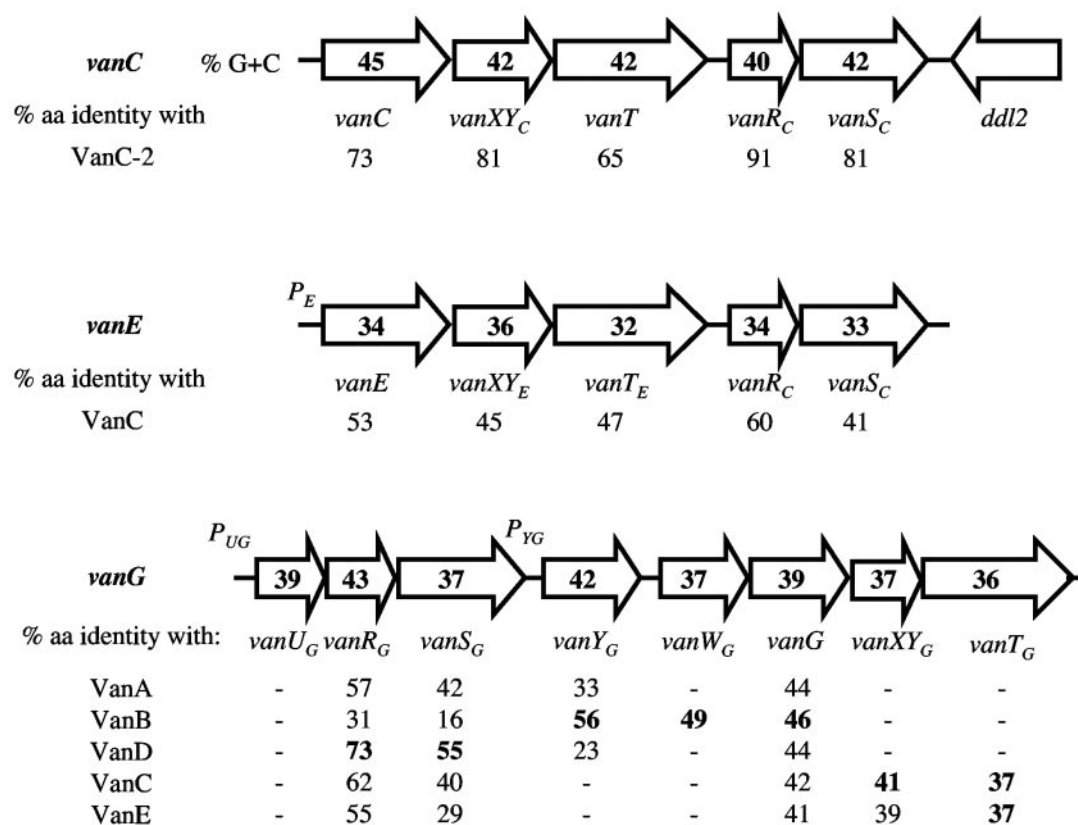 vanC % G+C 45 42 42 40 42
% aa identity with vanC vanXY_C vanT vanR_C vanS_C ddl2
VanC-2 73 81 65 91 81
P_E
vanE 34 36 32 34 33
% aa identity with vanE vanXY_E vanT_E vanR_C vanS_C
VanC 53 45 47 60 41
P_UG P_YG
vanG 39 43 37 42 37 39 37 36
% aa identity with: vanU_G vanR_G vanS_G vanY_G vanW_G vanG vanXY_G vanT_G
VanA - 57 42 33 - 44 - -
VanB - 31 16 56 49 46 - -
VanD - 73 55 23 - 44 - -
VanC - 62 40 - - 42 41 37
VanE - 55 29 - - 41 39 37